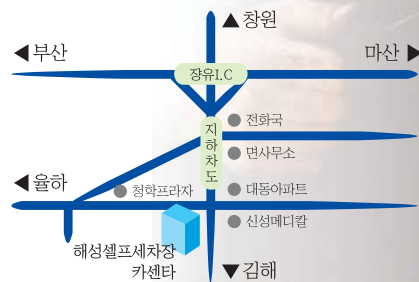 ▲창원
◀부산
마산▶
장유I.C
지하차도
전화국
면사무소
◀율하
청학프라자
대동아파트
신성메디칼
해성셀프세차장
카센타
▼김해